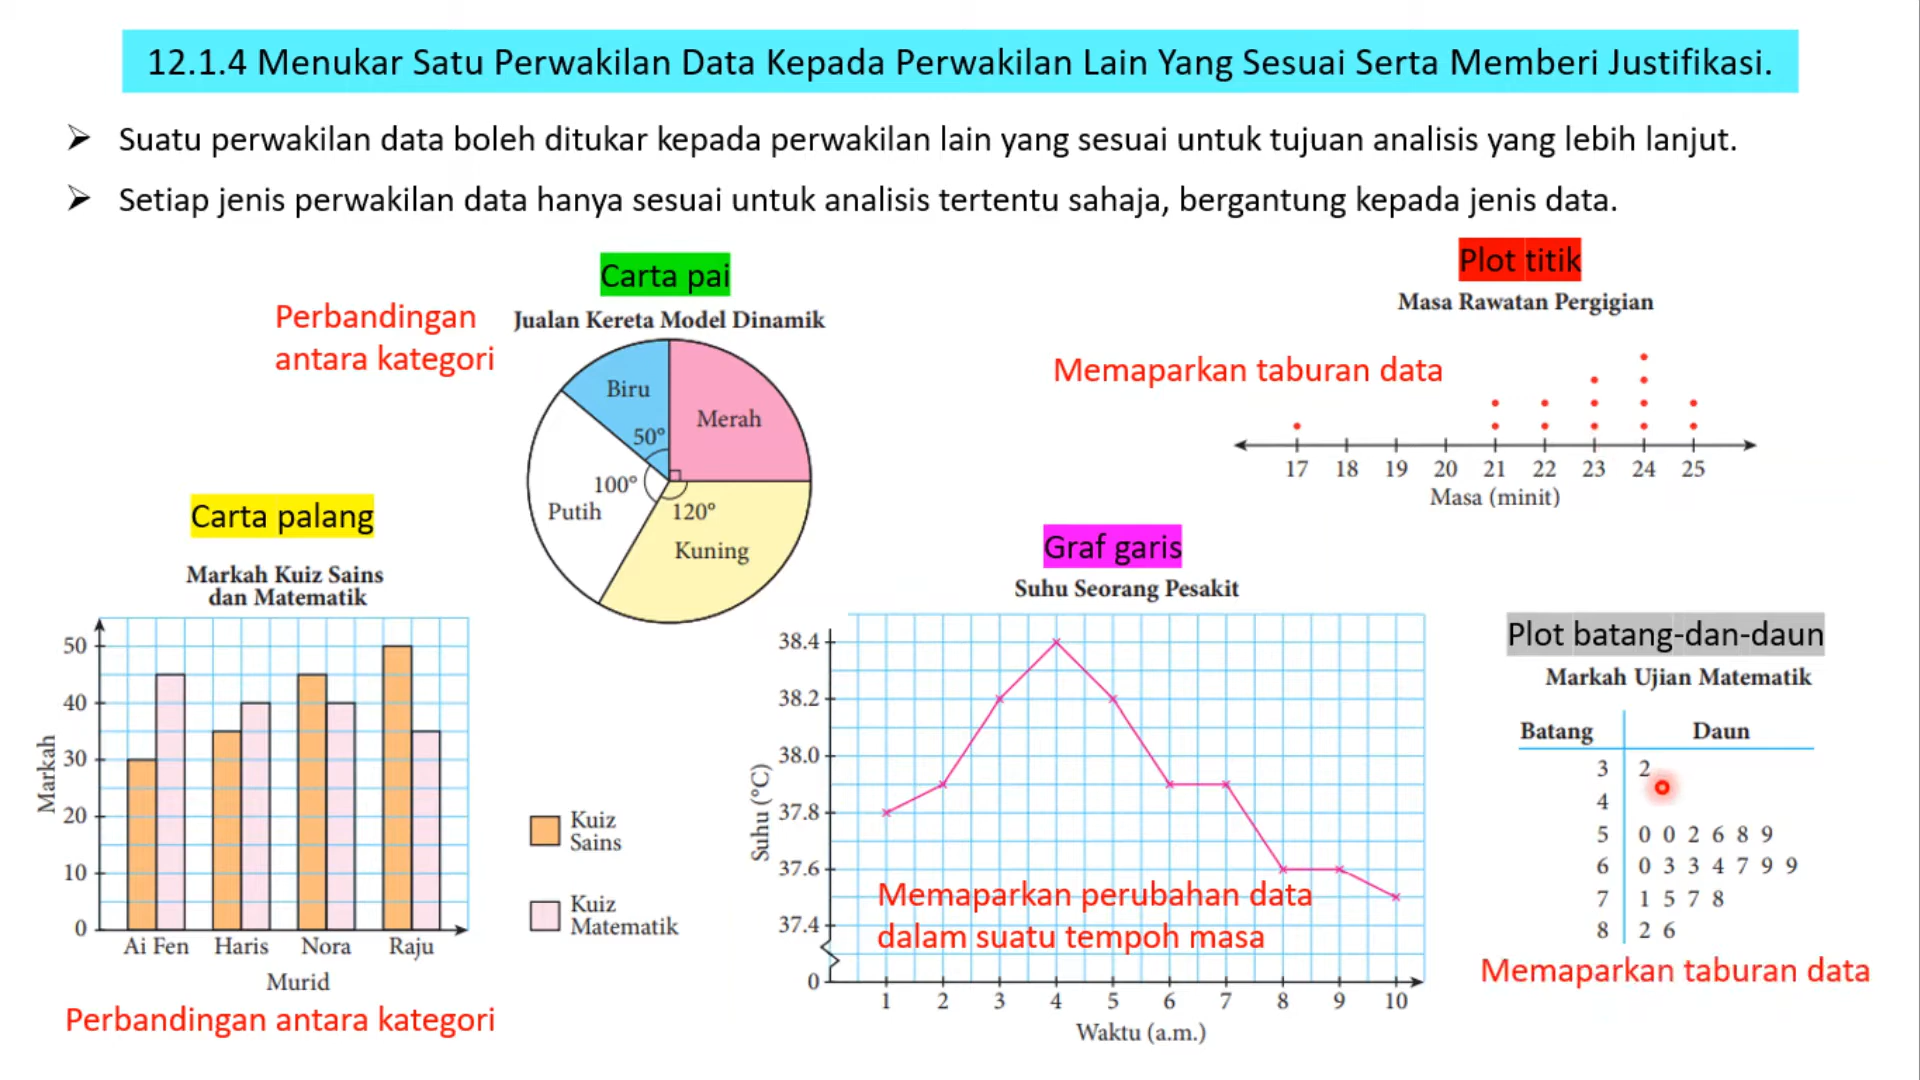 12.1.4 Menukar Satu Perwakilan Data Kepada Perwakilan Lain Yang Sesuai Serta Memberi Justifikasi.
➢ Suatu perwakilan data boleh ditukar kepada perwakilan lain yang sesuai untuk tujuan analisis yang lebih lanjut.
➢ Setiap jenis perwakilan data hanya sesuai untuk analisis tertentu sahaja, bergantung kepada jenis data.
Carta pai
Perbandingan
antara kategori
Jualan Kereta Model Dinamik
Biru
Merah
50°
100°
Putih
120°
Kuning
Plot titik
Masa Rawatan Pergigian
Memaparkan taburan data
17 18 19 20 21 22 23 24 25
Masa (minit)
Carta palang
Markah Kuiz Sains
dan Matematik
Markah
50
40
30
20
10
0
Ai Fen Haris Nora Raju
Murid
Kuiz
Sains
Kuiz
Matematik
Perbandingan antara kategori
Graf garis
Suhu Seorang Pesakit
Suhu (°C)
38.4
38.2
38.0
37.8
37.6
37.4
0
Memaparkan perubahan data
dalam suatu tempoh masa
1 2 3 4 5 6 7 8 9 10
Waktu (a.m.)
Plot batang-dan-daun
Markah Ujian Matematik
Batang Daun
3 2
4
5 0 0 2 6 8 9
6 0 3 3 4 7 9 9
7 1 5 7 8
8 2 6
Memaparkan taburan data